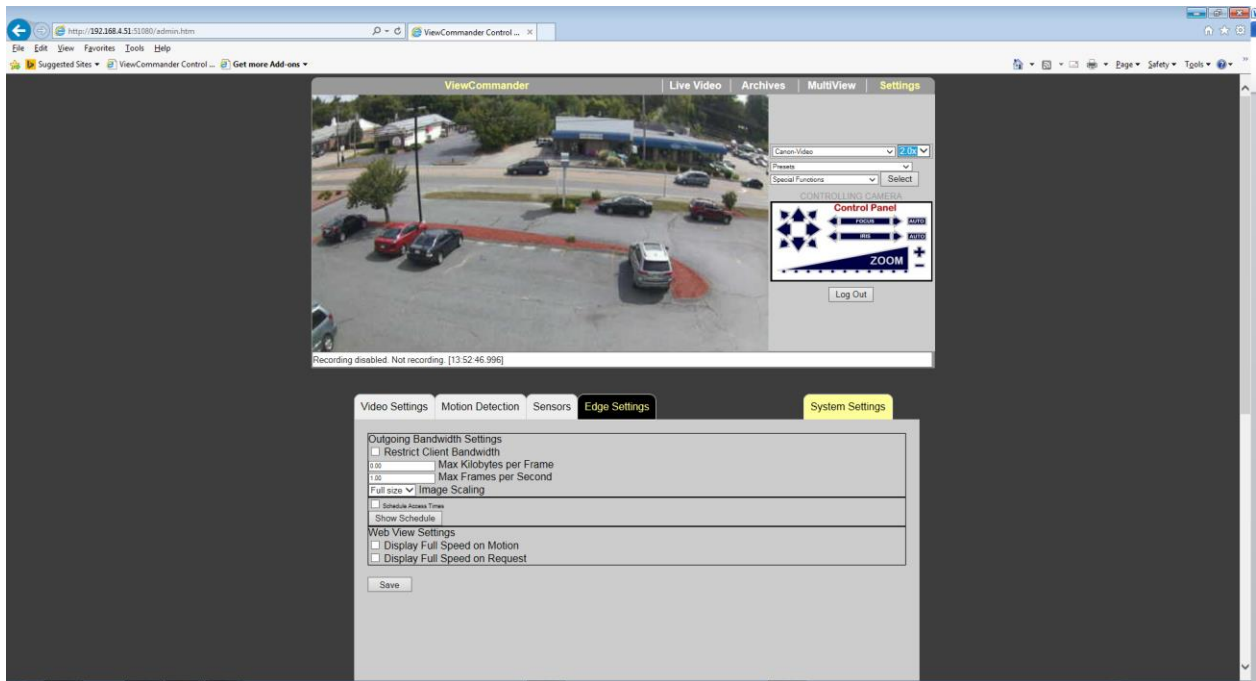 http://192.168.4.51:51080/admin.htm
ViewCommander Control ...
File Edit View Favorites Tools Help
Suggested Sites ViewCommander Control ... Get more Add-ons
Page Safety Tools
ViewCommander Live Video Archives MultiView Settings
Canon-Video 2.0x
Presets
Special Functions Select
CONTROLLING CAMERA
Control Panel
FOCUS AUTO
IRIS AUTO
ZOOM + −
Log Out
Recording disabled. Not recording. [13:52:46.996]
Video Settings Motion Detection Sensors Edge Settings System Settings
Outgoing Bandwidth Settings
Restrict Client Bandwidth
0.00 Max Kilobytes per Frame
1.00 Max Frames per Second
Full size Image Scaling
Schedule Access Times
Show Schedule
Web View Settings
Display Full Speed on Motion
Display Full Speed on Request
Save